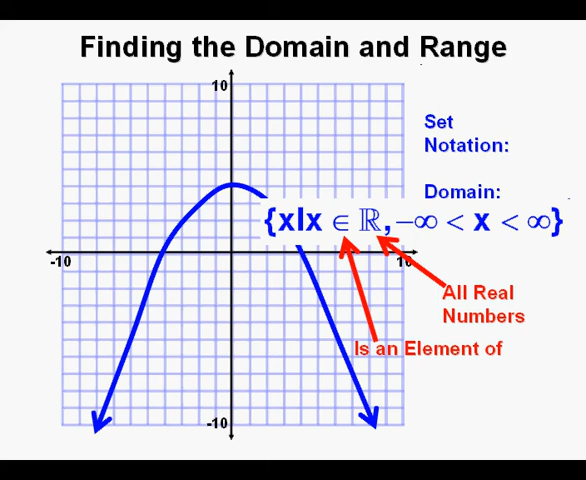 Finding the Domain and Range
10
Set
Notation:
Domain:
{x|x ∈ ℝ, -∞ < x < ∞}
-10
10
All Real
Numbers
Is an Element of
-10